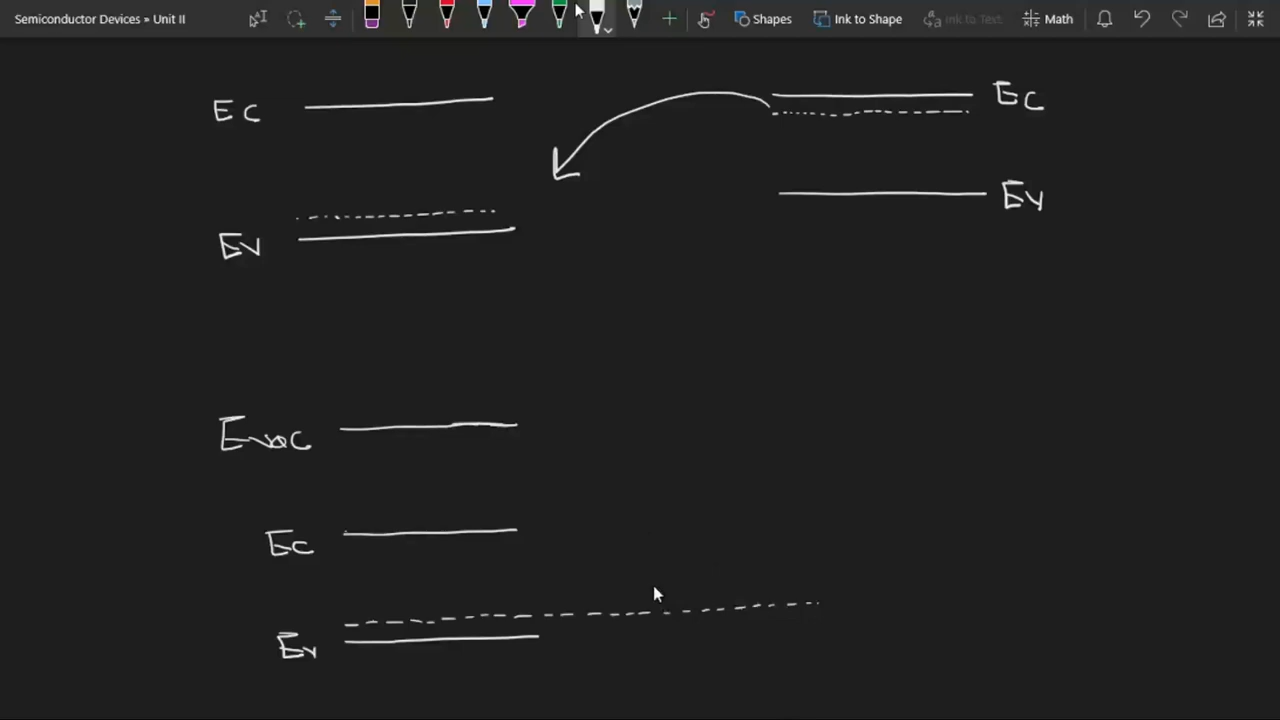 Semiconductor Devices » Unit II
Shapes
Ink to Shape
Ink to Text
Math
Ec
Ec
Ev
Ev
Evac
Ec
Ev